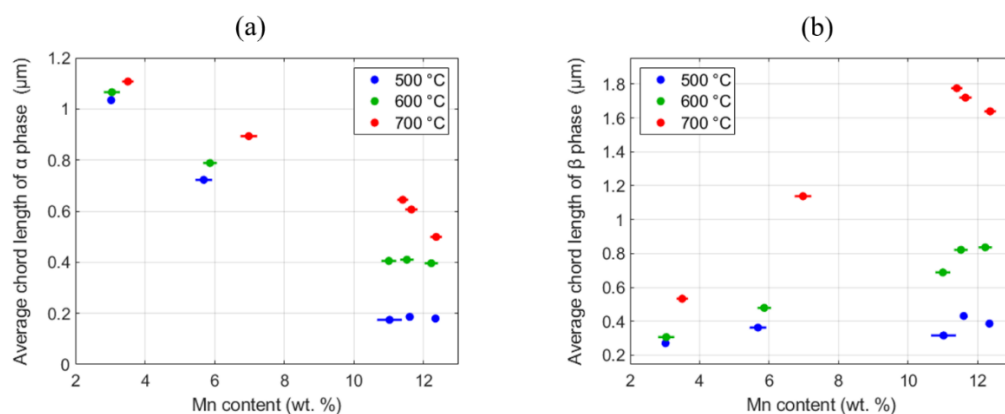 (a)
Average chord length of α phase (μm)
1.2
1
0.8
0.6
0.4
0.2
0
500 °C
600 °C
700 °C
2 4 6 8 10 12
Mn content (wt. %)
(b)
Average chord length of β phase (μm)
1.8
1.6
1.4
1.2
1
0.8
0.6
0.4
0.2
500 °C
600 °C
700 °C
2 4 6 8 10 12
Mn content (wt. %)